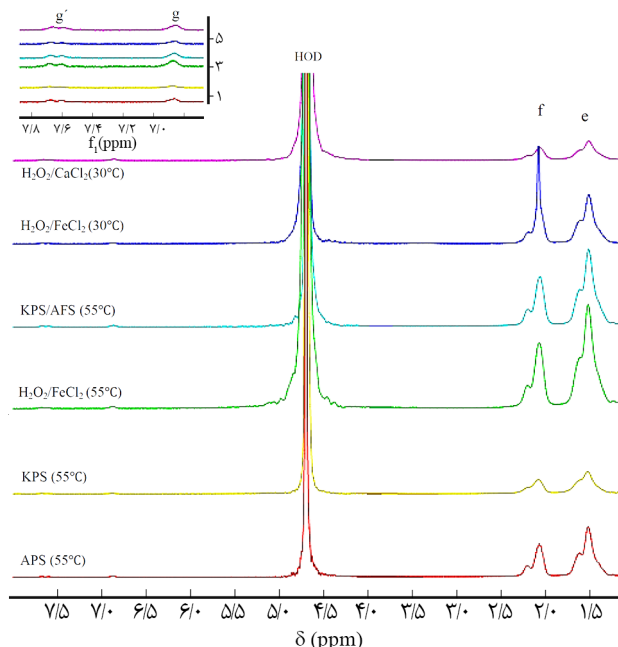 g´ g
-۵
-۳
-۱
۷/۸ ۷/۶ ۷/۴ ۷/۲ ۷/۰
f₁(ppm)
HOD
f e
H₂O₂/CaCl₂(30℃)
H₂O₂/FeCl₂ (30℃)
KPS/AFS (55℃)
H₂O₂/FeCl₂ (55℃)
KPS (55℃)
APS (55℃)
۷/۵ ۷/۰ ۶/۵ ۶/۰ ۵/۵ ۵/۰ ۴/۵ ۴/۰ ۳/۵ ۳/۰ ۲/۵ ۲/۰ ۱/۵
δ (ppm)